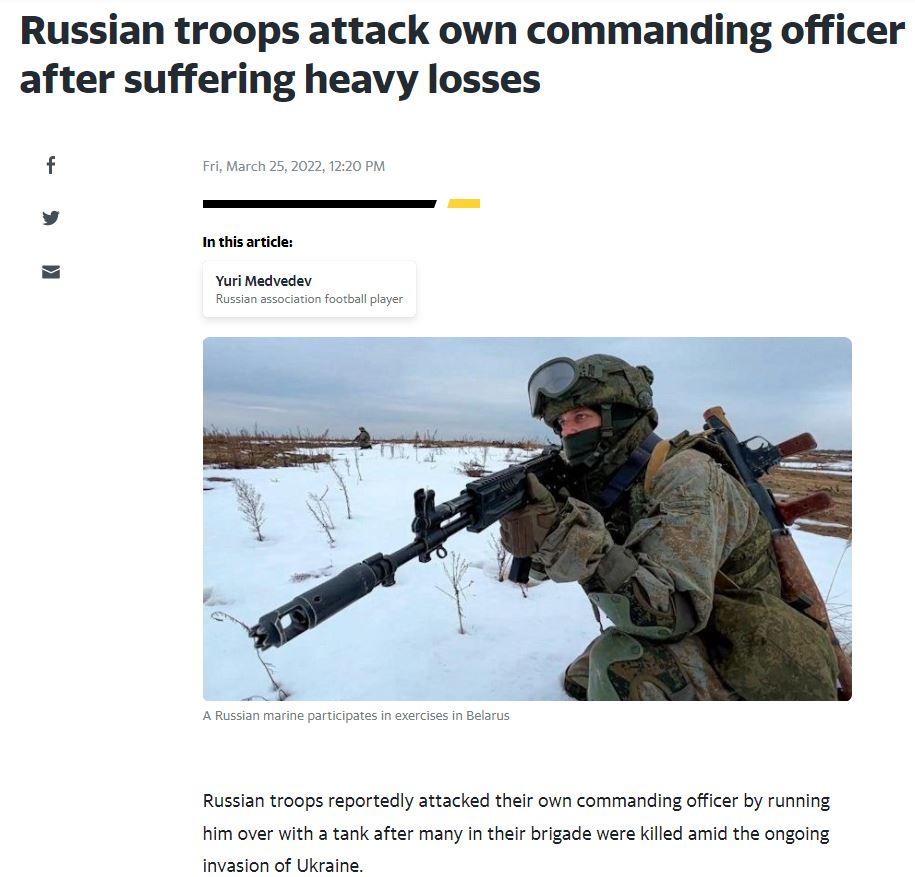 Russian troops attack own commanding officer
after suffering heavy losses
Fri, March 25, 2022, 12:20 PM
In this article:
Yuri Medvedev
Russian association football player
A Russian marine participates in exercises in Belarus
Russian troops reportedly attacked their own commanding officer by running
him over with a tank after many in their brigade were killed amid the ongoing
invasion of Ukraine.